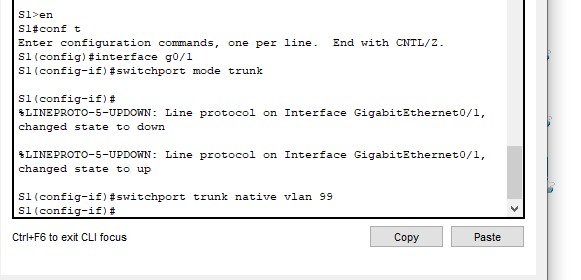 S1>en
S1#conf t
Enter configuration commands, one per line.  End with CNTL/Z.
S1(config)#interface g0/1
S1(config-if)#switchport mode trunk
S1(config-if)#
%LINEPROTO-5-UPDOWN: Line protocol on Interface GigabitEthernet0/1,
changed state to down
%LINEPROTO-5-UPDOWN: Line protocol on Interface GigabitEthernet0/1,
changed state to up
S1(config-if)#switchport trunk native vlan 99
S1(config-if)#
Ctrl+F6 to exit CLI focus
Copy
Paste